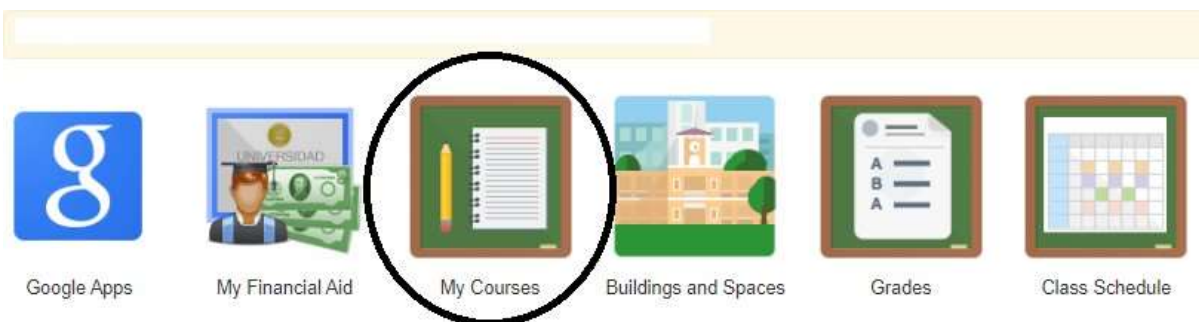 g
UNIVERSIDAD
A
B
A
Google Apps
My Financial Aid
My Courses
Buildings and Spaces
Grades
Class Schedule